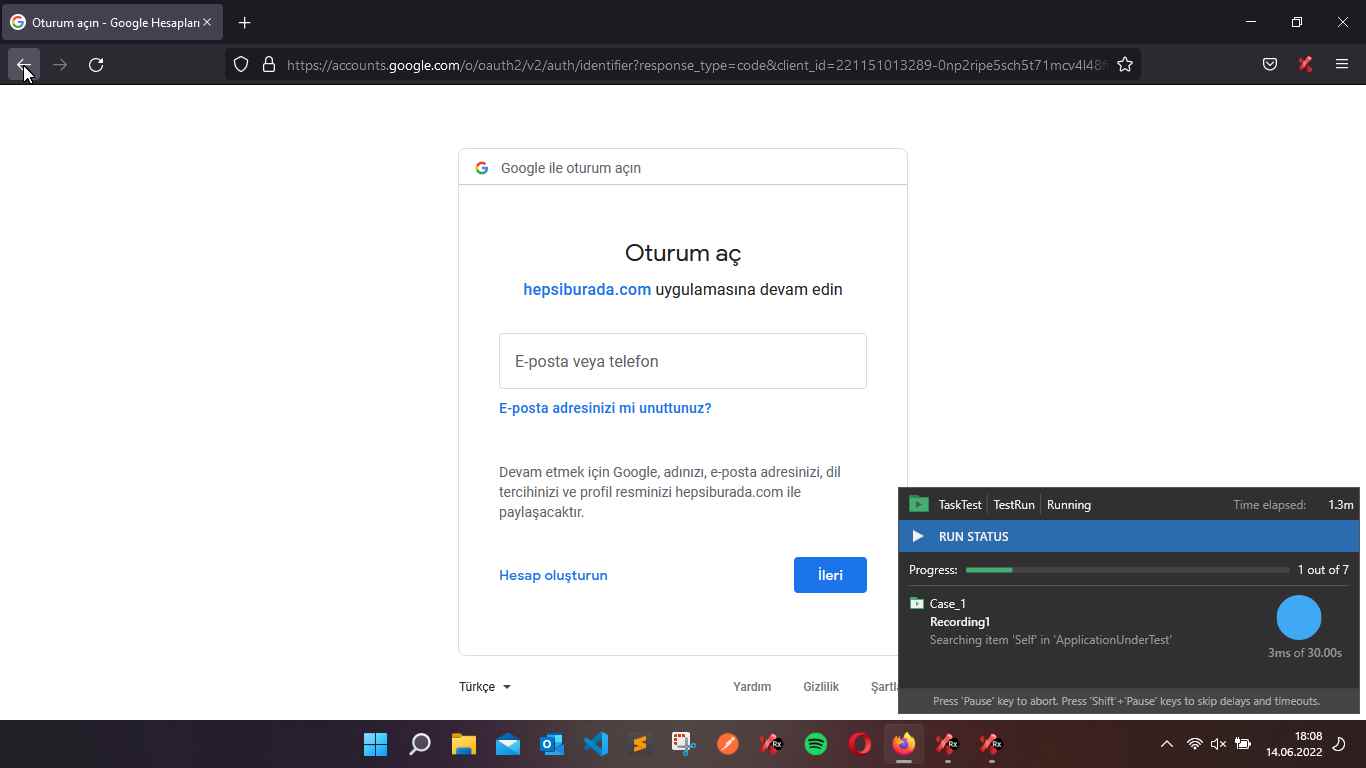 Oturum açın - Google Hesapları
https://accounts.google.com/o/oauth2/v2/auth/identifier?response_type=code&client_id=221151013289-0np2ripe5sch5t71mcv4l48f
Google ile oturum açın
Oturum aç
hepsiburada.com uygulamasına devam edin
E-posta veya telefon
E-posta adresinizi mi unuttunuz?
Devam etmek için Google, adınızı, e-posta adresinizi, dil
tercihinizi ve profil resminizi hepsiburada.com ile
paylaşacaktır.
Hesap oluşturun
İleri
Türkçe
Yardım
Gizlilik
Şartla
TaskTest
TestRun
Running
Time elapsed:
1.3m
RUN STATUS
Progress:
1 out of 7
Case_1
Recording1
Searching item 'Self' in 'ApplicationUnderTest'
3ms of 30.00s
Press 'Pause' key to abort. Press 'Shift'+'Pause' keys to skip delays and timeouts.
Rx
Rx
Rx
18:08
14.06.2022